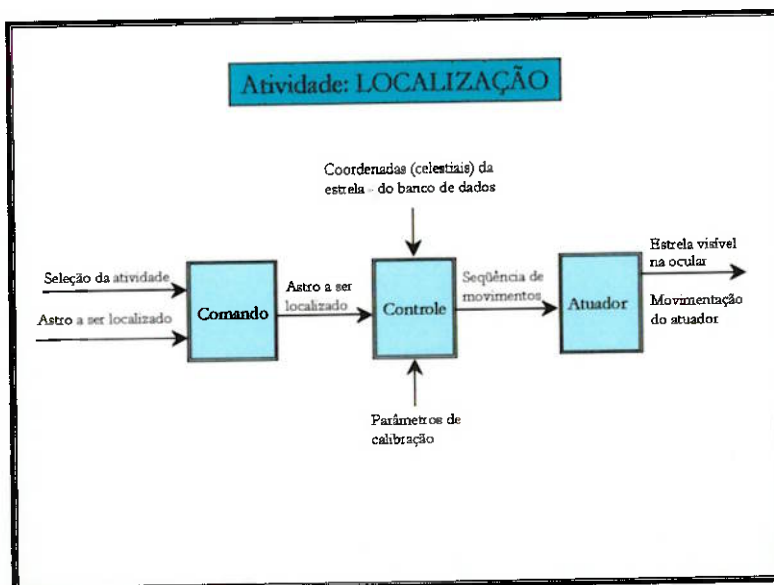 Atividade: LOCALIZAÇÃO
Coordenadas (celestiais) da
estrela - do banco de dados
Seleção da atividade
Astro a ser localizado
Comando
Astro a ser
localizado
Controle
Seqüência de
movimentos
Atuador
Estrela visível
na ocular
Movimentação
do atuador
Parâmetros de
calibração